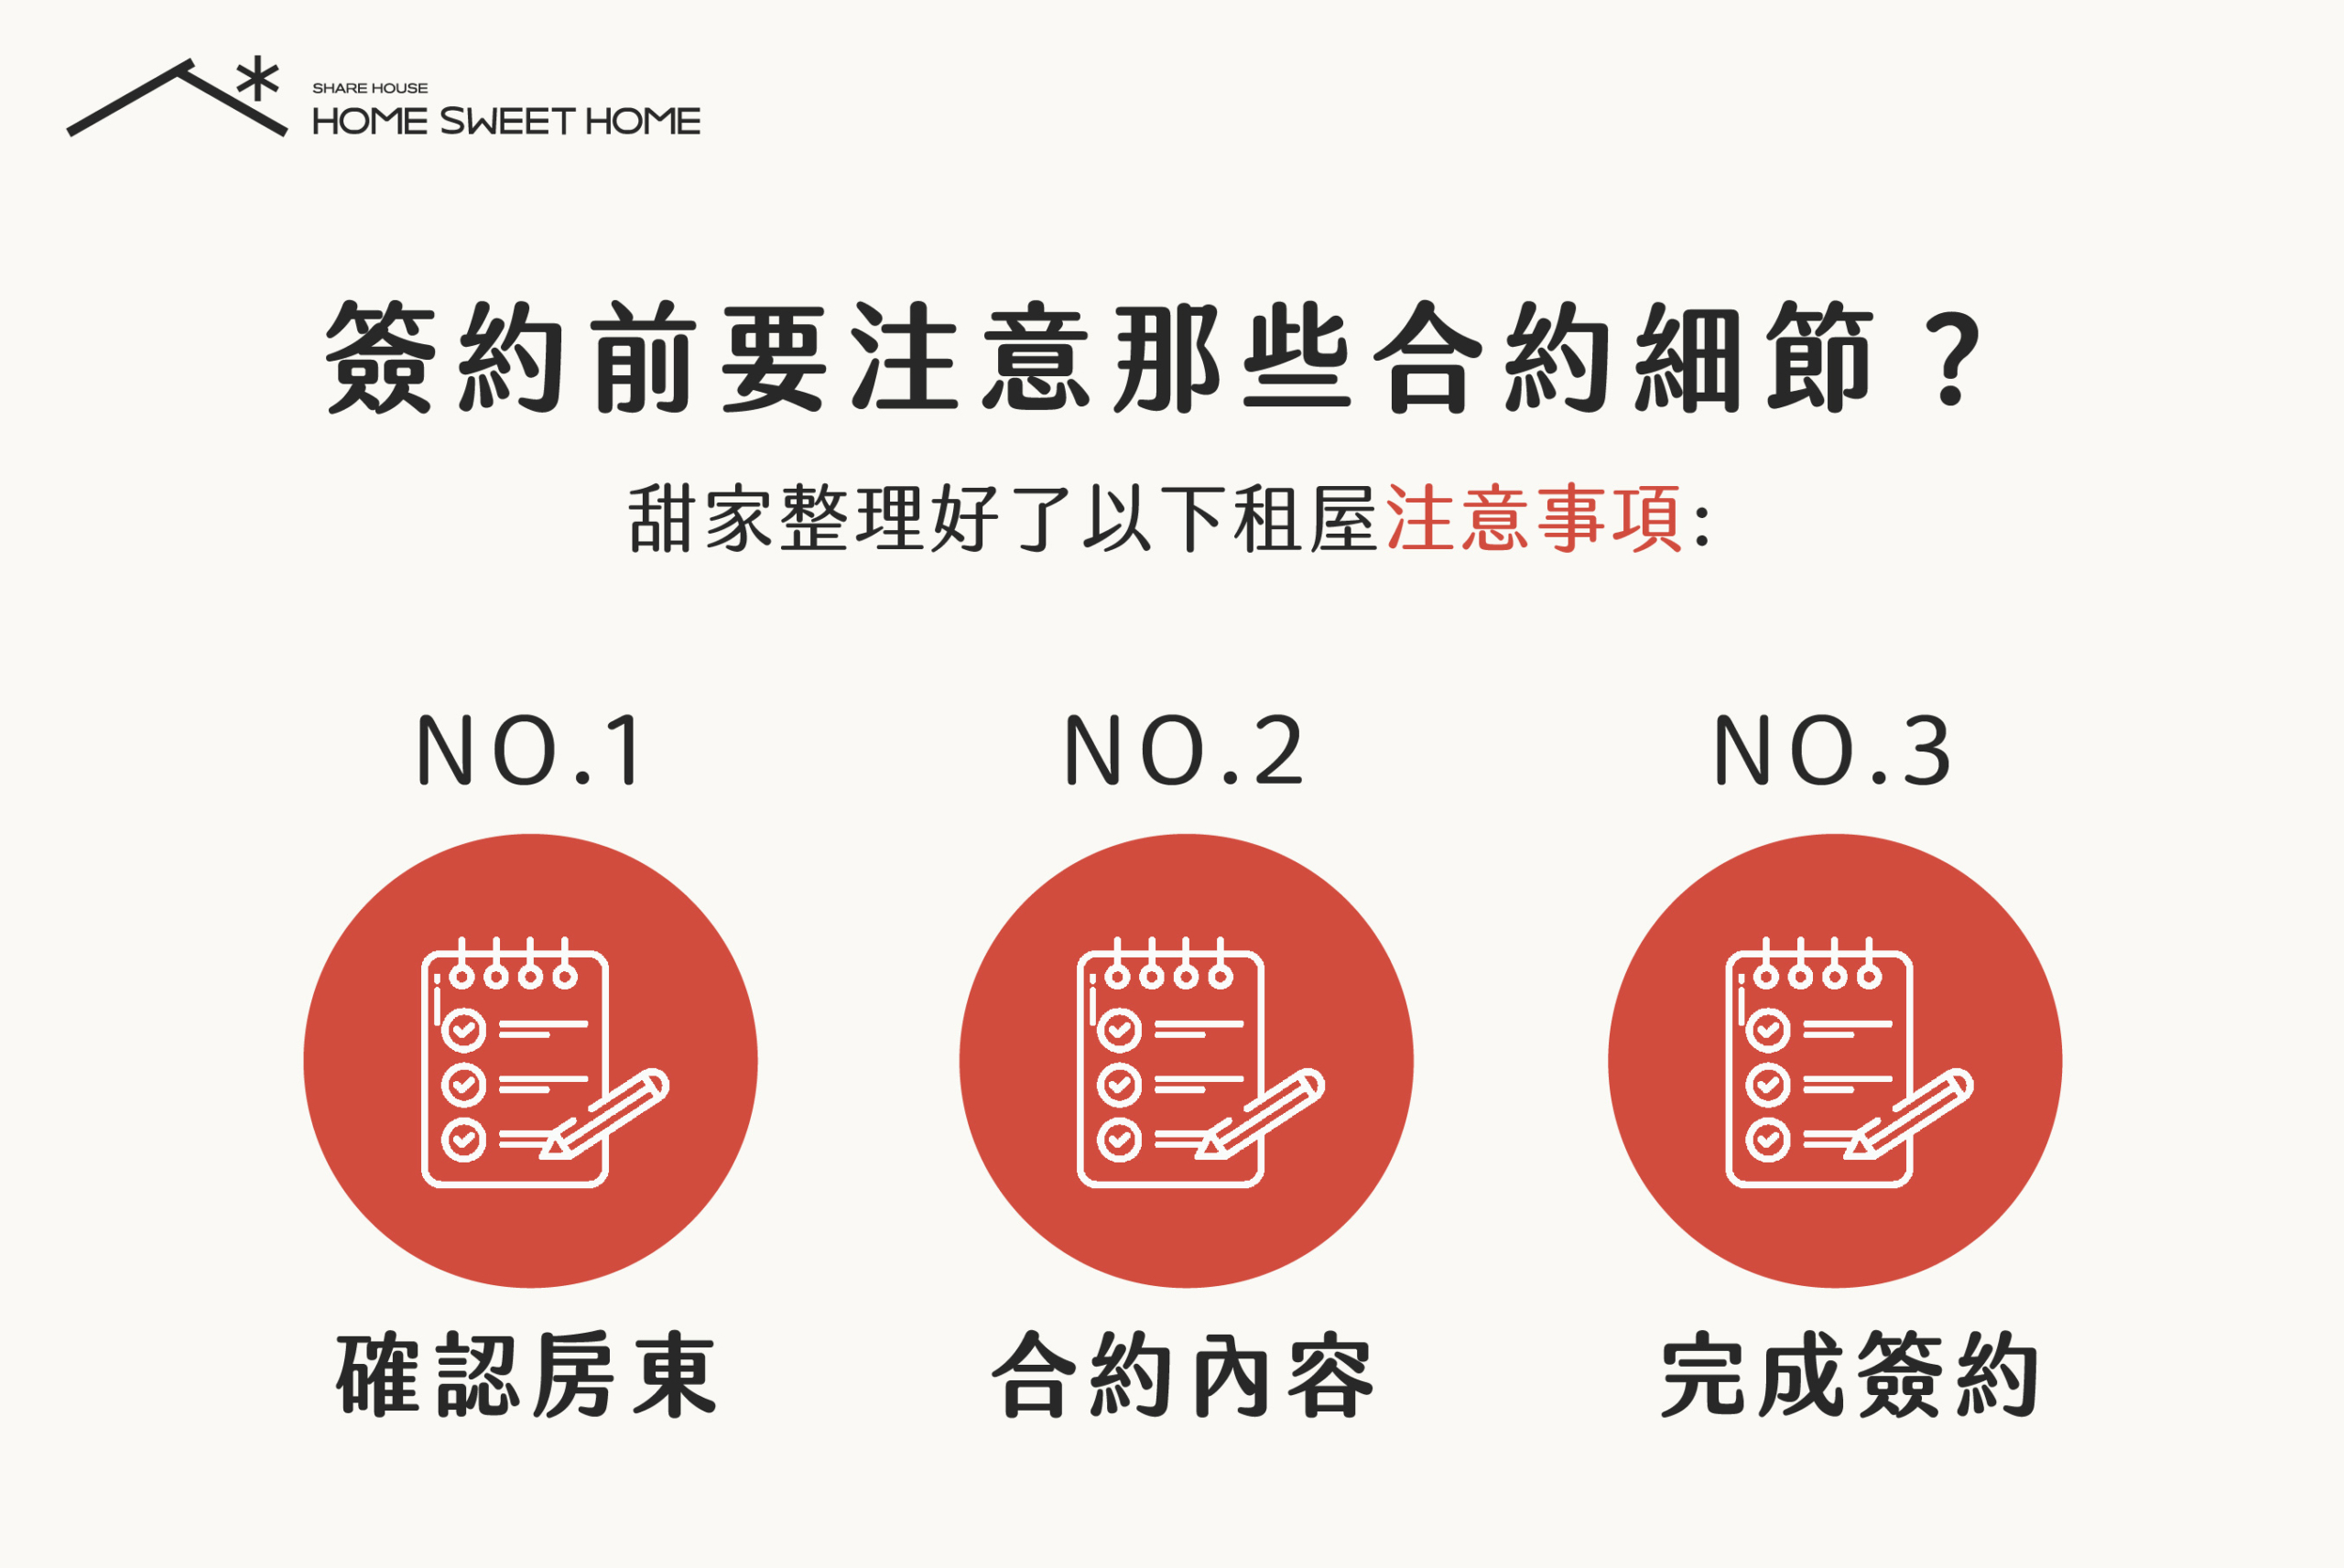 SHARE HOUSE
HOME SWEET HOME
簽約前要注意那些合約細節？
甜家整理好了以下租屋注意事項：
NO.1
NO.2
NO.3
確認房東
合約內容
完成簽約